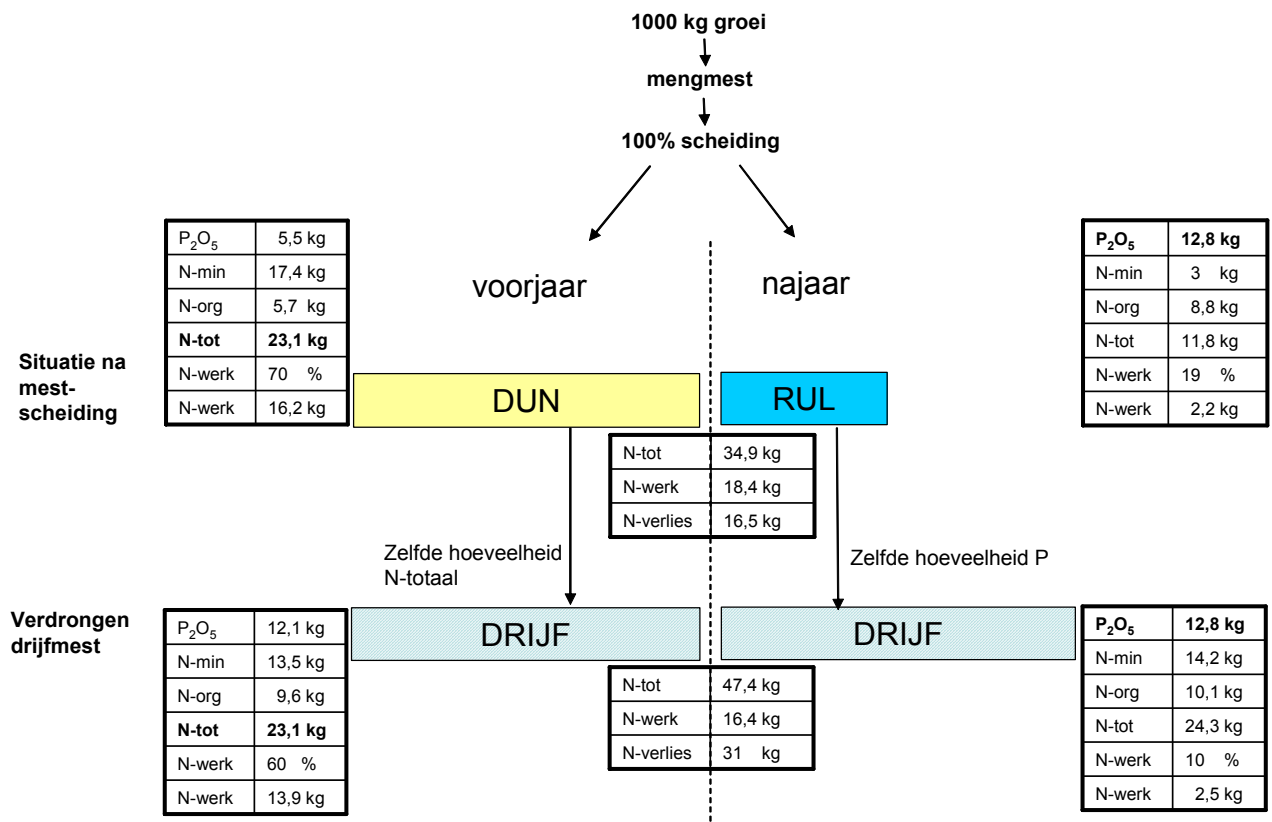 1000 kg groei
mengmest
100% scheiding
voorjaar
najaar
P₂O₅ 5,5 kg
N-min 17,4 kg
N-org 5,7 kg
N-tot 23,1 kg
N-werk 70 %
N-werk 16,2 kg
P₂O₅ 12,8 kg
N-min 3 kg
N-org 8,8 kg
N-tot 11,8 kg
N-werk 19 %
N-werk 2,2 kg
Situatie na
mest-
scheiding
DUN
RUL
N-tot 34,9 kg
N-werk 18,4 kg
N-verlies 16,5 kg
Zelfde hoeveelheid
N-totaal
Zelfde hoeveelheid P
Verdrongen
drijfmest
P₂O₅ 12,1 kg
N-min 13,5 kg
N-org 9,6 kg
N-tot 23,1 kg
N-werk 60 %
N-werk 13,9 kg
DRIJF
DRIJF
N-tot 47,4 kg
N-werk 16,4 kg
N-verlies 31 kg
P₂O₅ 12,8 kg
N-min 14,2 kg
N-org 10,1 kg
N-tot 24,3 kg
N-werk 10 %
N-werk 2,5 kg